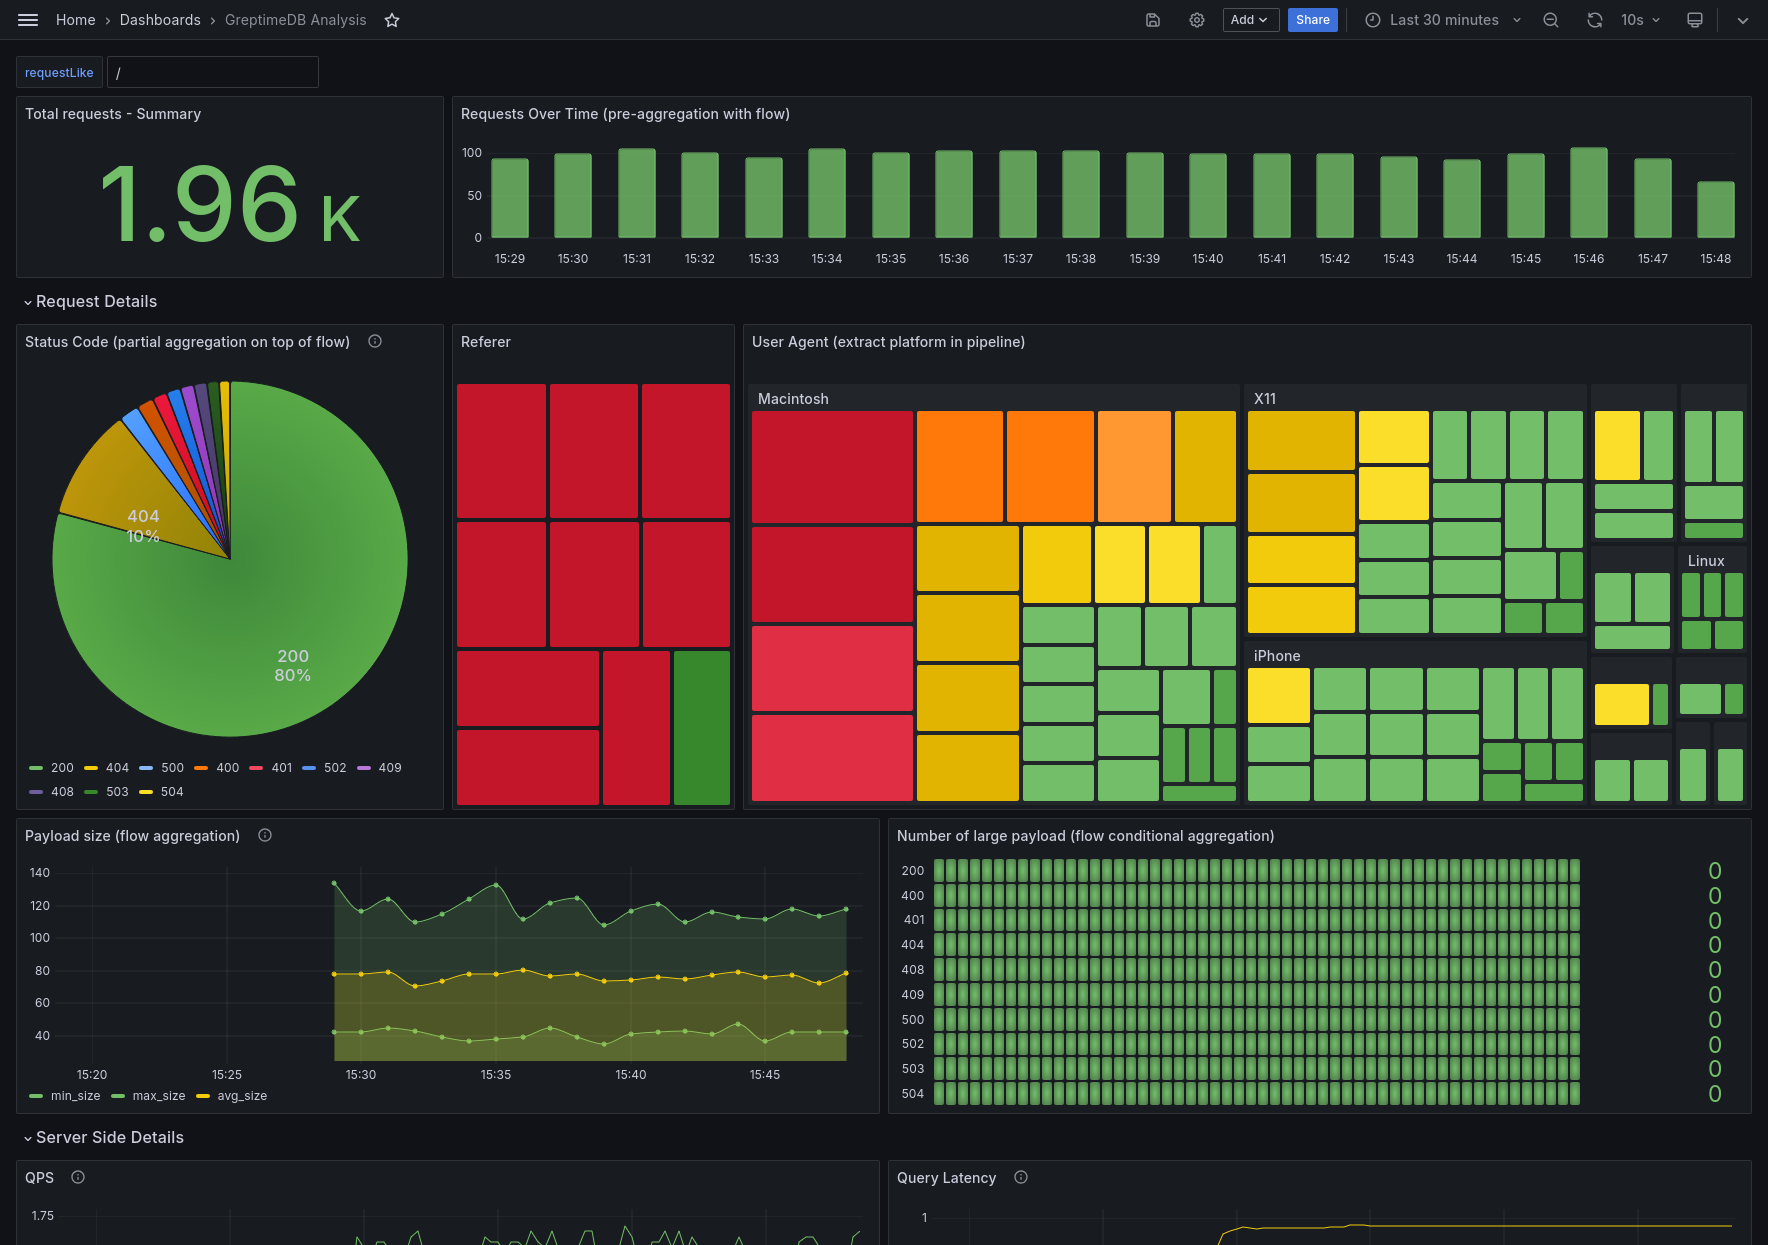 Home › Dashboards › GreptimeDB Analysis
Add
Share
Last 30 minutes
10s
requestLike
/
Total requests - Summary
1.96 K
Requests Over Time (pre-aggregation with flow)
100
50
0
15:29 15:30 15:31 15:32 15:33 15:34 15:35 15:36 15:37 15:38 15:39 15:40 15:41 15:42 15:43 15:44 15:45 15:46 15:47 15:48
Request Details
Status Code (partial aggregation on top of flow)
404
10%
200
80%
200 404 500 400 401 502 409
408 503 504
Referer
User Agent (extract platform in pipeline)
Macintosh
X11
Linux
iPhone
Payload size (flow aggregation)
140
120
100
80
60
40
15:20 15:25 15:30 15:35 15:40 15:45
min_size max_size avg_size
Number of large payload (flow conditional aggregation)
200 0
400 0
401 0
404 0
408 0
409 0
500 0
502 0
503 0
504 0
Server Side Details
QPS
1.75
Query Latency
1